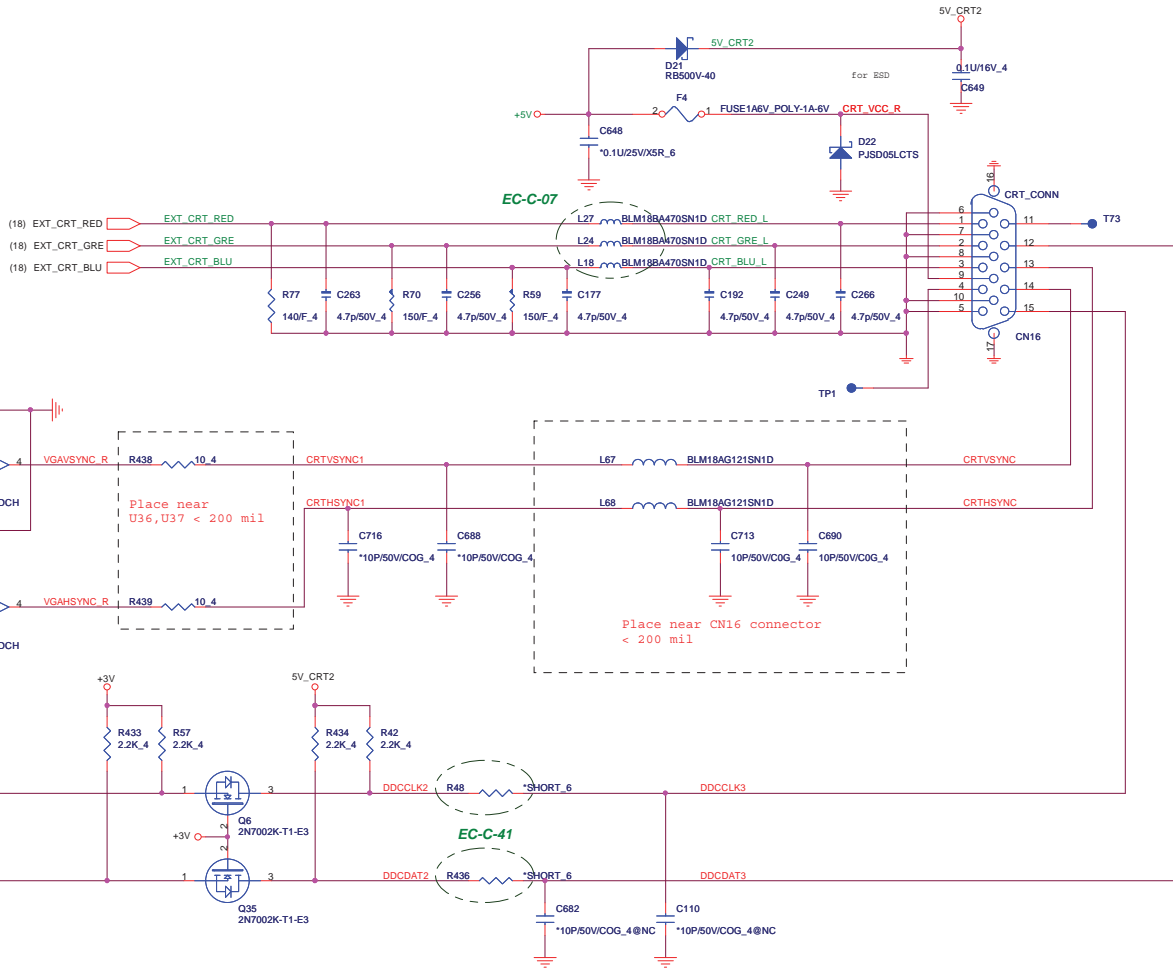 5V_CRT2
5V_CRT2
D21
RB500V-40
for ESD
0.1U/16V_4
C649
+5V
2
F4
1
FUSE1A6V_POLY-1A-6V
CRT_VCC_R
C648
*0.1U/25V/X5R_6
D22
PJSD05LCTS
EC-C-07
16
CRT_CONN
(18) EXT_CRT_RED
EXT_CRT_RED
L27
BLM18BA470SN1D
CRT_RED_L
(18) EXT_CRT_GRE
EXT_CRT_GRE
L24
BLM18BA470SN1D
CRT_GRE_L
(18) EXT_CRT_BLU
EXT_CRT_BLU
L18
BLM18BA470SN1D
CRT_BLU_L
6
1
7
2
8
3
9
4
10
5
11
12
13
14
15
T73
R77
140/F_4
C263
4.7p/50V_4
R70
150/F_4
C256
4.7p/50V_4
R59
150/F_4
C177
4.7p/50V_4
C192
4.7p/50V_4
C249
4.7p/50V_4
C266
4.7p/50V_4
17
CN16
TP1
4
VGAVSYNC_R
R438
10_4
CRTVSYNC1
L67
BLM18AG121SN1D
CRTVSYNC
DCH
Place near
U36,U37 < 200 mil
CRTHSYNC1
L68
BLM18AG121SN1D
CRTHSYNC
C716
*10P/50V/COG_4
C688
*10P/50V/COG_4
C713
10P/50V/C0G_4
C690
10P/50V/C0G_4
4
VGAHSYNC_R
R439
10_4
Place near CN16 connector
< 200 mil
DCH
+3V
5V_CRT2
R433
2.2K_4
R57
2.2K_4
R434
2.2K_4
R42
2.2K_4
1
3
DDCCLK2
R48
*SHORT_6
DDCCLK3
2
Q6
2N7002K-T1-E3
+3V
EC-C-41
2
1
3
DDCDAT2
R436
*SHORT_6
DDCDAT3
Q35
2N7002K-T1-E3
C682
*10P/50V/COG_4@NC
C110
*10P/50V/COG_4@NC